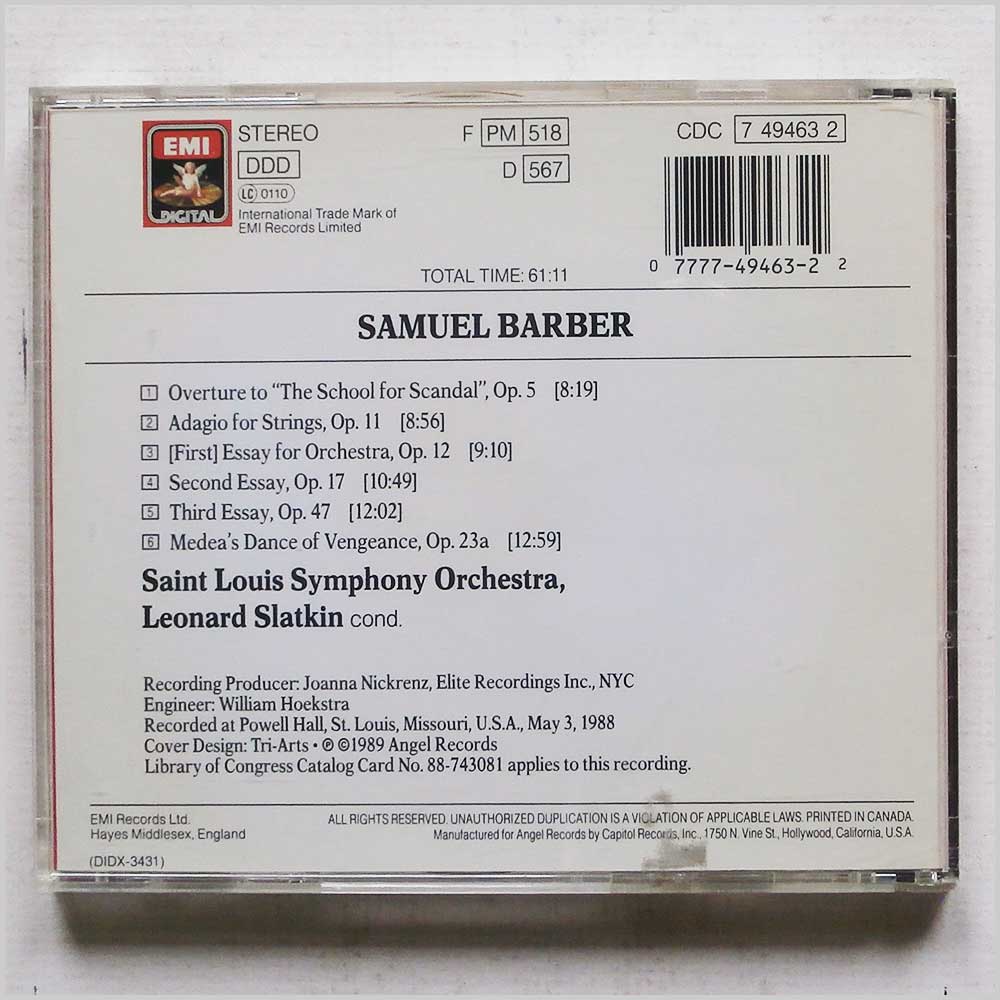 EMI
DIGITAL
STEREO
DDD
LC 0110
International Trade Mark of
EMI Records Limited
F PM 518
D 567
CDC 7 49463 2
0 7777-49463-2 2
TOTAL TIME: 61:11
SAMUEL BARBER
1 Overture to “The School for Scandal”, Op. 5 [8:19]
2 Adagio for Strings, Op. 11 [8:56]
3 [First] Essay for Orchestra, Op. 12 [9:10]
4 Second Essay, Op. 17 [10:49]
5 Third Essay, Op. 47 [12:02]
6 Medea’s Dance of Vengeance, Op. 23a [12:59]
Saint Louis Symphony Orchestra,
Leonard Slatkin cond.
Recording Producer: Joanna Nickrenz, Elite Recordings Inc., NYC
Engineer: William Hoekstra
Recorded at Powell Hall, St. Louis, Missouri, U.S.A., May 3, 1988
Cover Design: Tri-Arts • ℗ ©1989 Angel Records
Library of Congress Catalog Card No. 88-743081 applies to this recording.
EMI Records Ltd.
Hayes Middlesex, England
ALL RIGHTS RESERVED. UNAUTHORIZED DUPLICATION IS A VIOLATION OF APPLICABLE LAWS. PRINTED IN CANADA.
Manufactured for Angel Records by Capitol Records, Inc., 1750 N. Vine St., Hollywood, California, U.S.A.
(DIDX-3431)